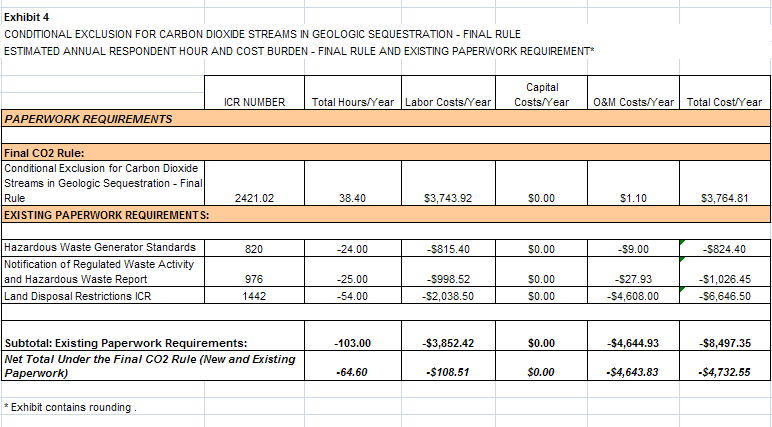 Exhibit 4
CONDITIONAL EXCLUSION FOR CARBON DIOXIDE STREAMS IN GEOLOGIC SEQUESTRATION - FINAL RULE
ESTIMATED ANNUAL RESPONDENT HOUR AND COST BURDEN - FINAL RULE AND EXISTING PAPERWORK REQUIREMENT*
Capital
ICR NUMBER Total Hours/Year Labor Costs/Year Costs/Year O&M Costs/Year Total Cost/Year
PAPERWORK REQUIREMENTS
Final CO2 Rule:
Conditional Exclusion for Carbon Dioxide
Streams in Geologic Sequestration - Final
Rule 2421.02 38.40 $3,743.92 $0.00 $1.10 $3,764.81
EXISTING PAPERWORK REQUIREMENTS:
Hazardous Waste Generator Standards 820 -24.00 -$815.40 $0.00 -$9.00 -$824.40
Notification of Regulated Waste Activity
and Hazardous Waste Report 976 -25.00 -$998.52 $0.00 -$27.93 -$1,026.45
Land Disposal Restrictions ICR 1442 -54.00 -$2,038.50 $0.00 -$4,608.00 -$6,646.50
Subtotal: Existing Paperwork Requirements: -103.00 -$3,852.42 $0.00 -$4,644.93 -$8,497.35
Net Total Under the Final CO2 Rule (New and Existing
Paperwork) -64.60 -$108.51 $0.00 -$4,643.83 -$4,732.55
* Exhibit contains rounding .